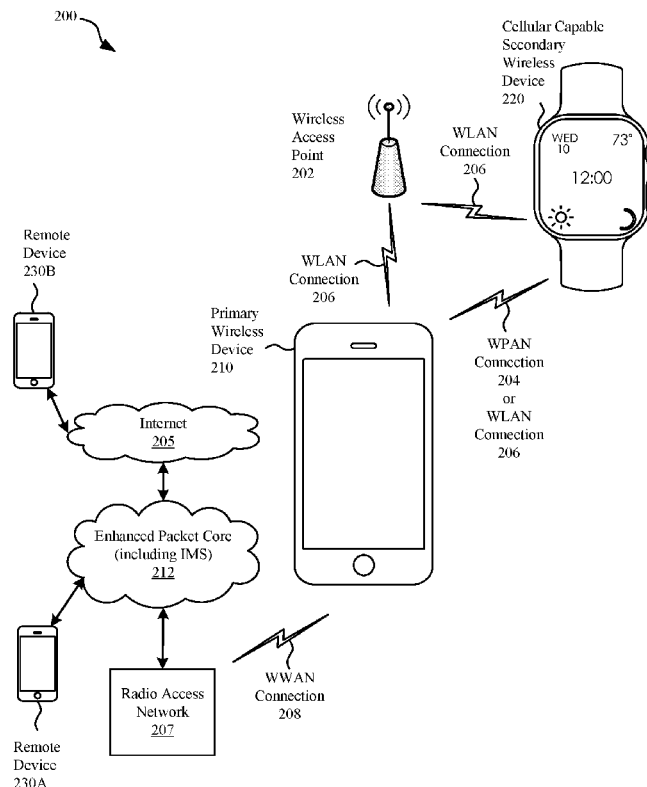 200
Cellular Capable
Secondary
Wireless
Device
220
Wireless
Access
Point
202
WLAN
Connection
206
WED
10
73°
12:00
Remote
Device
230B
WLAN
Connection
206
Primary
Wireless
Device
210
WPAN
Connection
204
or
WLAN
Connection
206
Internet
205
Enhanced Packet Core
(including IMS)
212
WWAN
Connection
208
Radio Access
Network
207
Remote
Device
230A